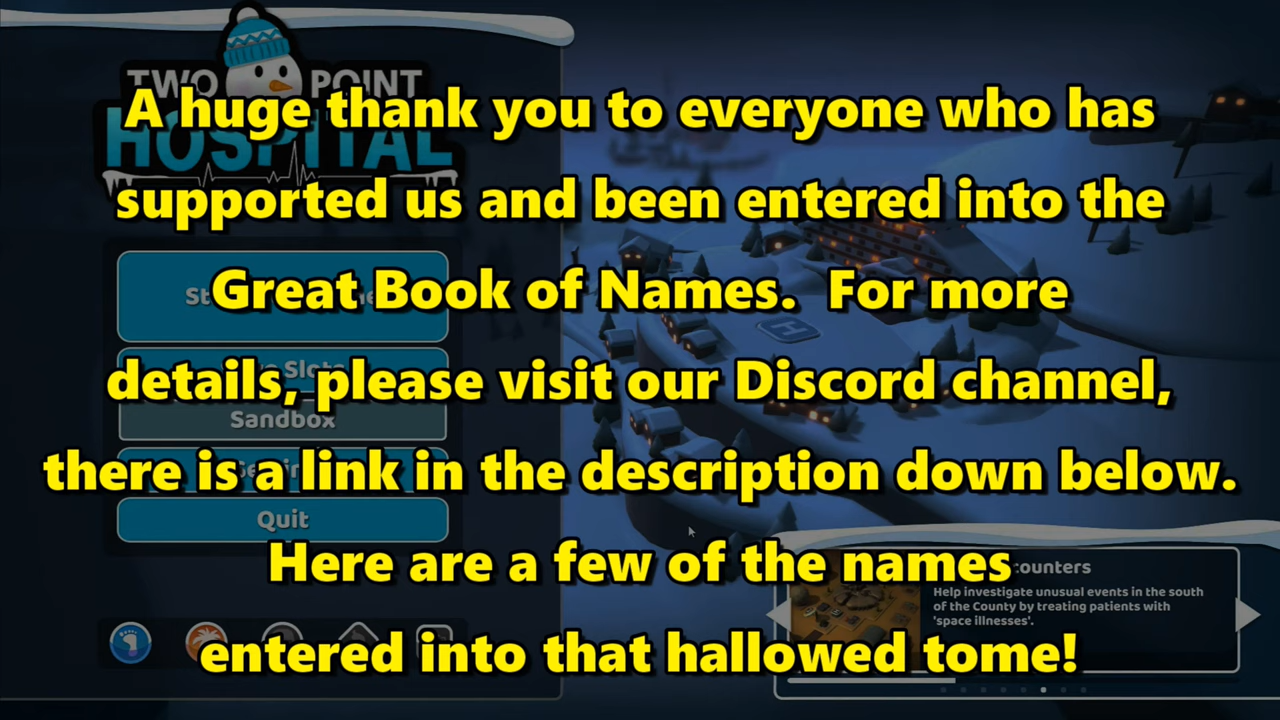 TWO POINT
HOSPITAL
A huge thank you to everyone who has
supported us and been entered into the
Great Book of Names.  For more
details, please visit our Discord channel,
there is a link in the description down below.
Here are a few of the names
entered into that hallowed tome!
Sandbox
Quit
H
Help investigate unusual events in the south
of the County by treating patients with
'space illnesses'.